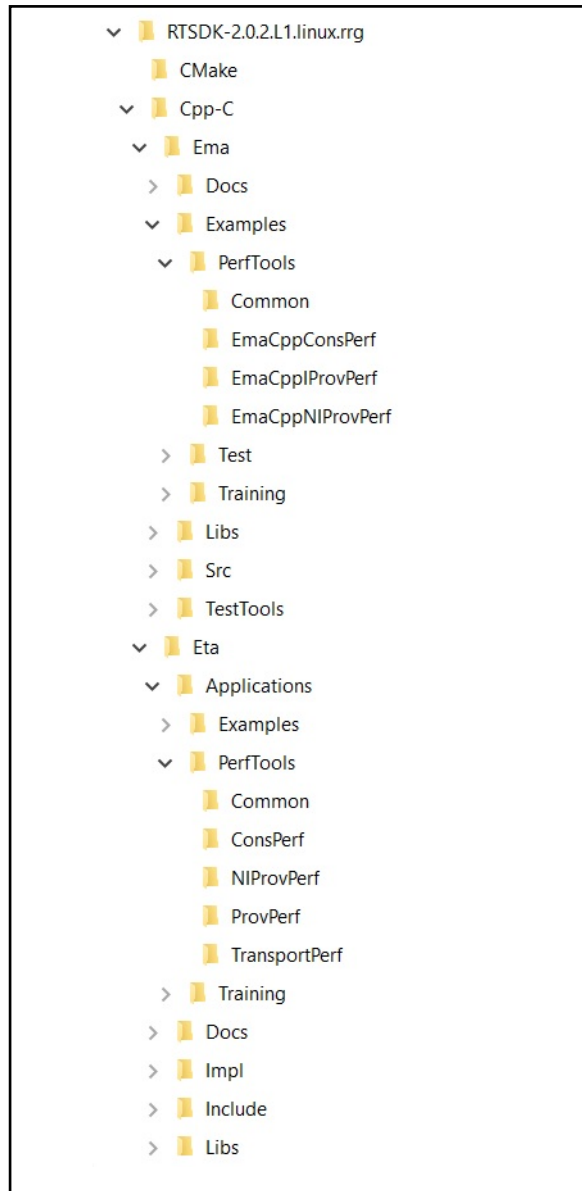 RTSDK-2.0.2.L1.linux.rrg
CMake
Cpp-C
Ema
Docs
Examples
PerfTools
Common
EmaCppConsPerf
EmaCppIProvPerf
EmaCppNIProvPerf
Test
Training
Libs
Src
TestTools
Eta
Applications
Examples
PerfTools
Common
ConsPerf
NIProvPerf
ProvPerf
TransportPerf
Training
Docs
Impl
Include
Libs